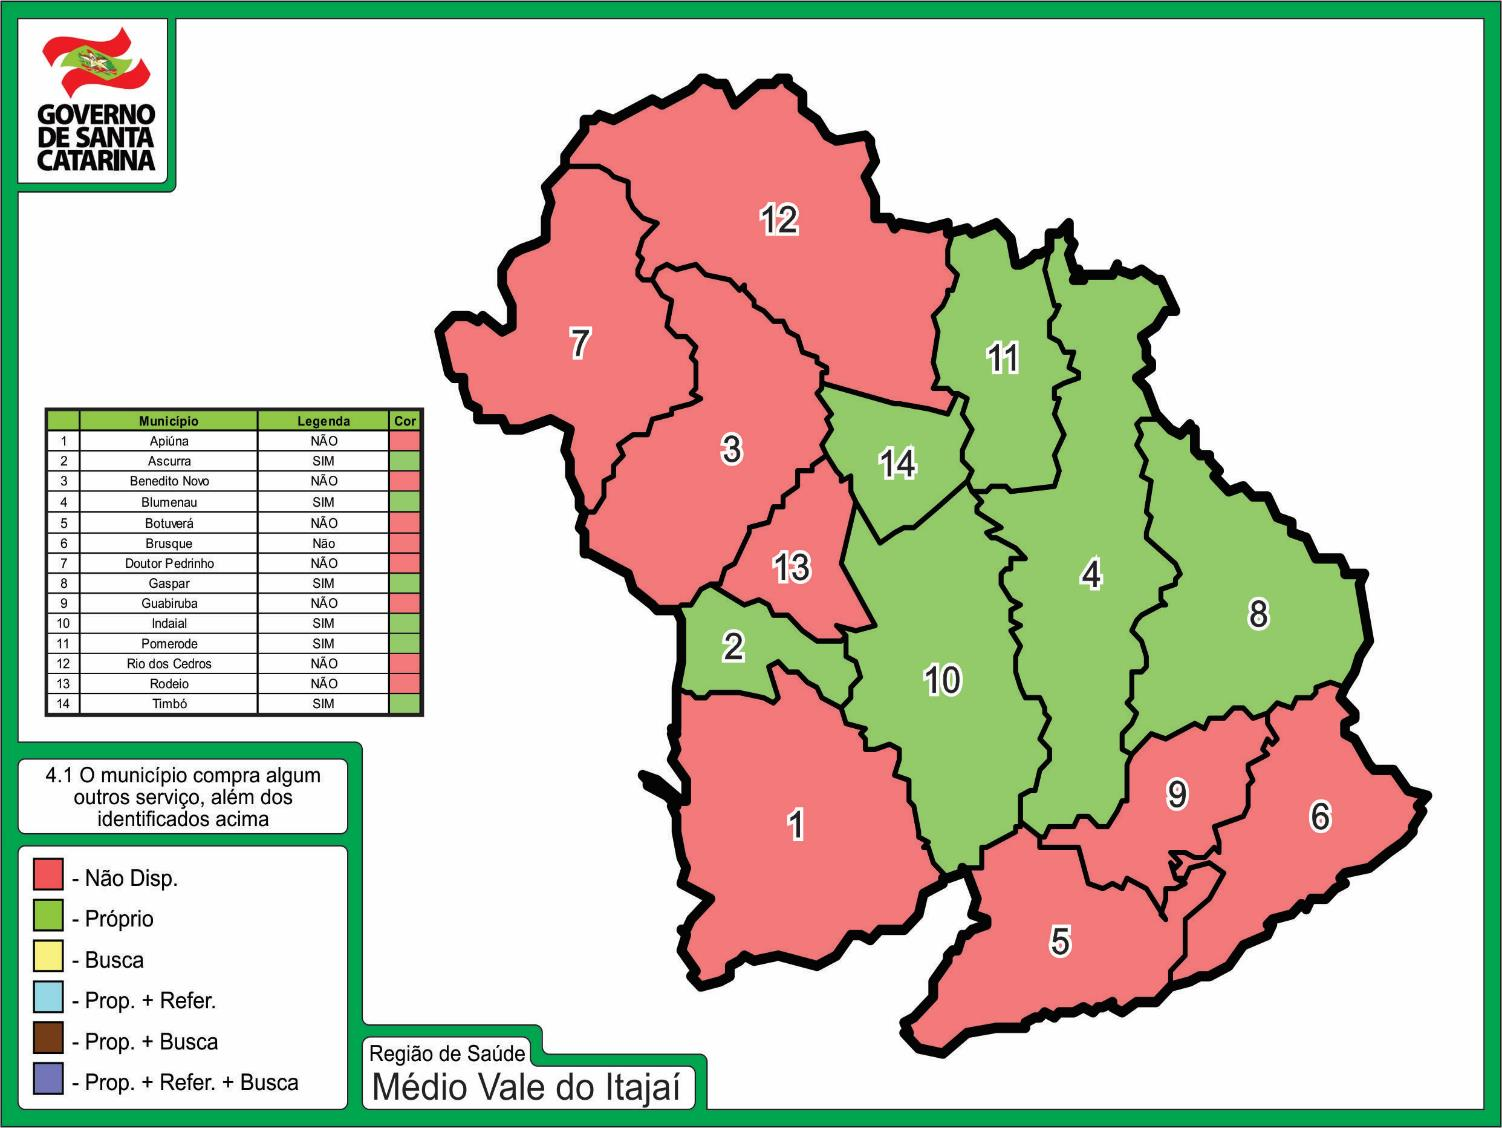 GOVERNO
DE SANTA
CATARINA
12
11
7
3
14
13
4
8
2
10
9
1
6
5
Município Legenda Cor
1 Apiúna NÃO
2 Ascurra SIM
3 Benedito Novo NÃO
4 Blumenau SIM
5 Botuverá NÃO
6 Brusque Não
7 Doutor Pedrinho NÃO
8 Gaspar SIM
9 Guabiruba NÃO
10 Indaial SIM
11 Pomerode SIM
12 Rio dos Cedros NÃO
13 Rodeio NÃO
14 Timbó SIM
4.1 O município compra algum
outros serviço, além dos
identificados acima
- Não Disp.
- Próprio
- Busca
- Prop. + Refer.
- Prop. + Busca
- Prop. + Refer. + Busca
Região de Saúde
Médio Vale do Itajaí